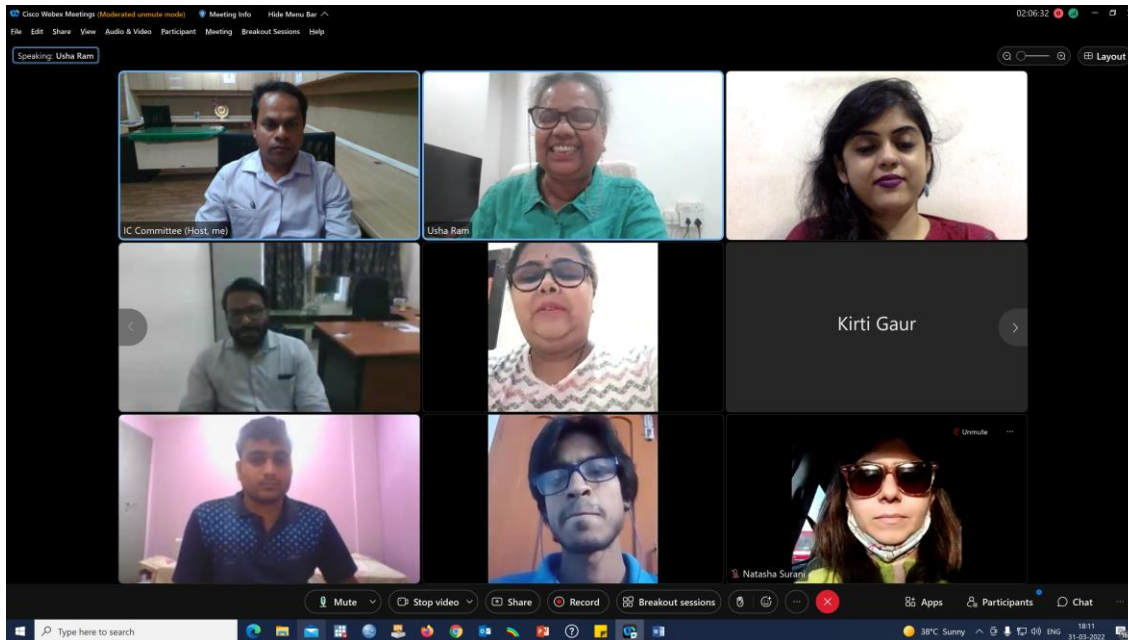 Cisco Webex Meetings (Moderated unmute mode) Meeting Info Hide Menu Bar 02:06:32
File Edit Share View Audio & Video Participant Meeting Breakout Sessions Help
Speaking: Usha Ram Layout
IC Committee (Host, me) Usha Ram
Kirti Gaur
Unmute
Natasha Surani
Mute Stop video Share Record Breakout sessions Apps Participants Chat
Type here to search 38°C Sunny ENG 18:11
31-03-2022